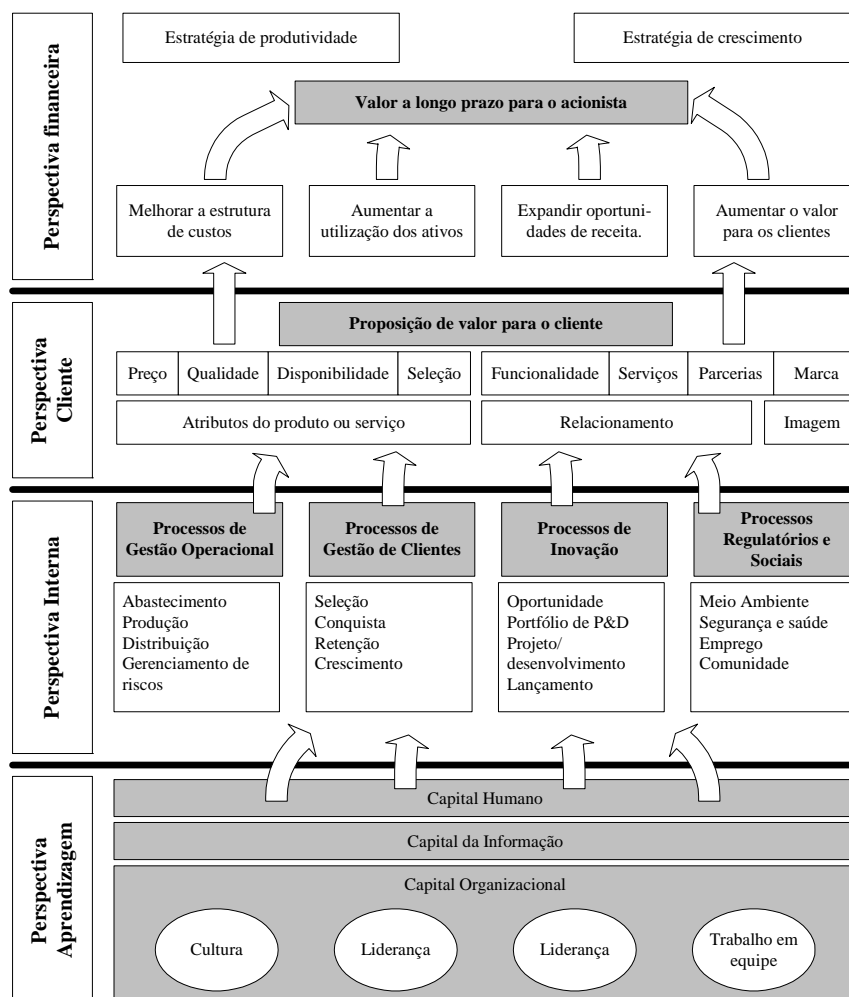 Perspectiva financeira
Estratégia de produtividade
Estratégia de crescimento
Valor a longo prazo para o acionista
Melhorar a estrutura
de custos
Aumentar a
utilização dos ativos
Expandir oportuni-
dades de receita.
Aumentar o valor
para os clientes
Perspectiva
Cliente
Proposição de valor para o cliente
Preço
Qualidade
Disponibilidade
Seleção
Funcionalidade
Serviços
Parcerias
Marca
Atributos do produto ou serviço
Relacionamento
Imagem
Perspectiva Interna
Processos de
Gestão Operacional
Processos de
Gestão de Clientes
Processos de
Inovação
Processos
Regulatórios e
Sociais
Abastecimento
Produção
Distribuição
Gerenciamento de
riscos
Seleção
Conquista
Retenção
Crescimento
Oportunidade
Portfólio de P&D
Projeto/
desenvolvimento
Lançamento
Meio Ambiente
Segurança e saúde
Emprego
Comunidade
Perspectiva
Aprendizagem
Capital Humano
Capital da Informação
Capital Organizacional
Cultura
Liderança
Liderança
Trabalho em
equipe